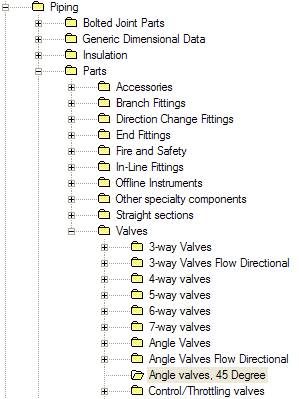 Piping
Bolted Joint Parts
Generic Dimensional Data
Insulation
Parts
Accessories
Branch Fittings
Direction Change Fittings
End Fittings
Fire and Safety
In-Line Fittings
Offline Instruments
Other specialty components
Straight sections
Valves
3-way Valves
3-way Valves Flow Directional
4-way valves
5-way valves
6-way valves
7-way valves
Angle Valves
Angle Valves Flow Directional
Angle valves, 45 Degree
Control/Throttling valves